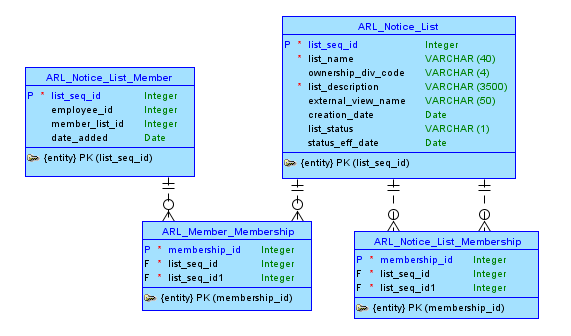 ARL_Notice_List
P * list_seq_id Integer
* list_name VARCHAR (40)
ownership_div_code VARCHAR (4)
* list_description VARCHAR (3500)
external_view_name VARCHAR (50)
creation_date Date
list_status VARCHAR (1)
status_eff_date Date
{entity} PK (list_seq_id)
ARL_Notice_List_Member
P * list_seq_id Integer
employee_id Integer
member_list_id Integer
date_added Date
{entity} PK (list_seq_id)
ARL_Member_Membership
P * membership_id Integer
F * list_seq_id Integer
F * list_seq_id1 Integer
{entity} PK (membership_id)
ARL_Notice_List_Membership
P * membership_id Integer
F * list_seq_id Integer
F * list_seq_id1 Integer
{entity} PK (membership_id)